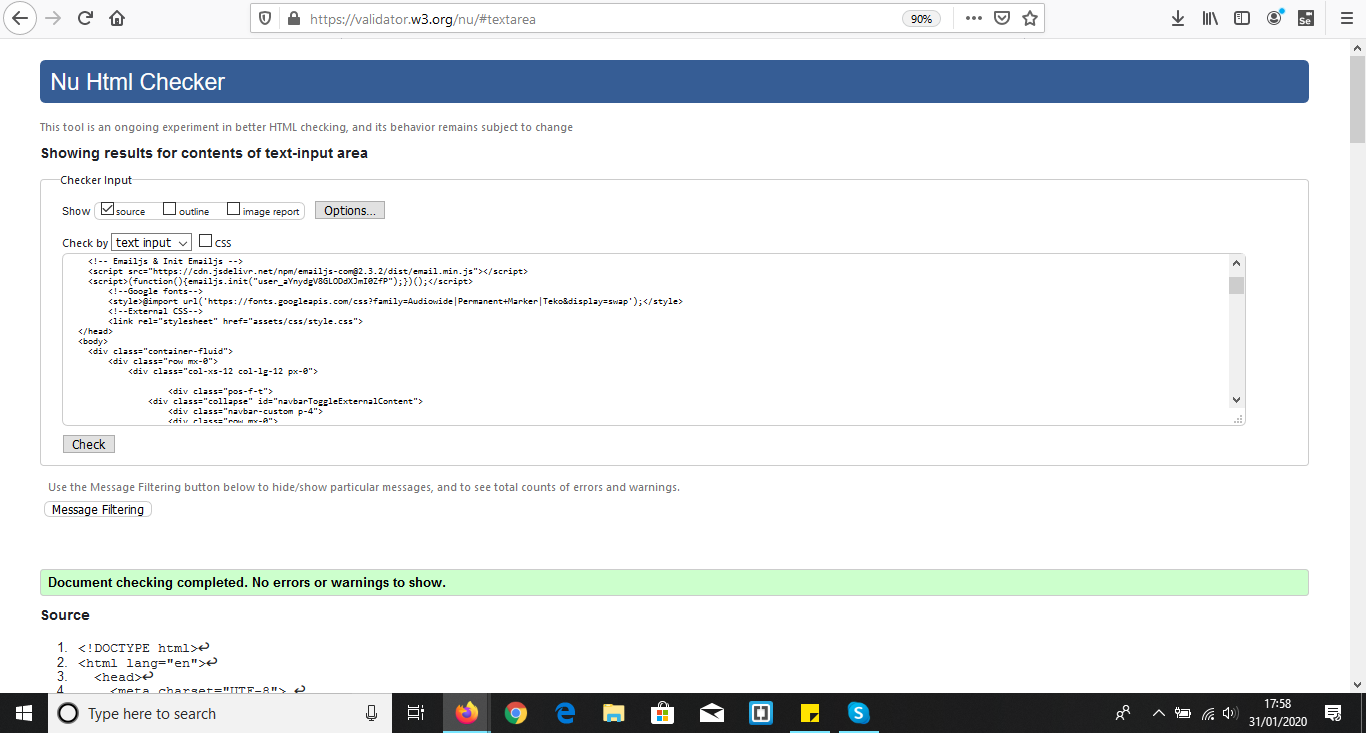 https://validator.w3.org/nu/#textarea
90%
Se
Nu Html Checker
This tool is an ongoing experiment in better HTML checking, and its behavior remains subject to change
Showing results for contents of text-input area
Checker Input
Show source outline image report Options...
Check by text input css
<!-- Emailjs & Init Emailjs -->
<script src="https://cdn.jsdelivr.net/npm/emailjs-com@2.3.2/dist/email.min.js"></script>
<script>(function(){emailjs.init("user_aYnydgV8GLODdXJmI0ZfP");})();</script>
<!--Google fonts-->
<style>@import url('https://fonts.googleapis.com/css?family=Audiowide|Permanent+Marker|Teko&display=swap');</style>
<!--External CSS-->
<link rel="stylesheet" href="assets/css/style.css">
</head>
<body>
<div class="container-fluid">
<div class="row mx-0">
<div class="col-xs-12 col-lg-12 px-0">
<div class="pos-f-t">
<div class="collapse" id="navbarToggleExternalContent">
<div class="navbar-custom p-4">
<div class="row mx-0">
Check
Use the Message Filtering button below to hide/show particular messages, and to see total counts of errors and warnings.
Message Filtering
Document checking completed. No errors or warnings to show.
Source
1. <!DOCTYPE html>↩
2. <html lang="en">↩
3. <head>↩
4. <meta charset="UTF-8"> ↩
Type here to search
17:58
31/01/2020